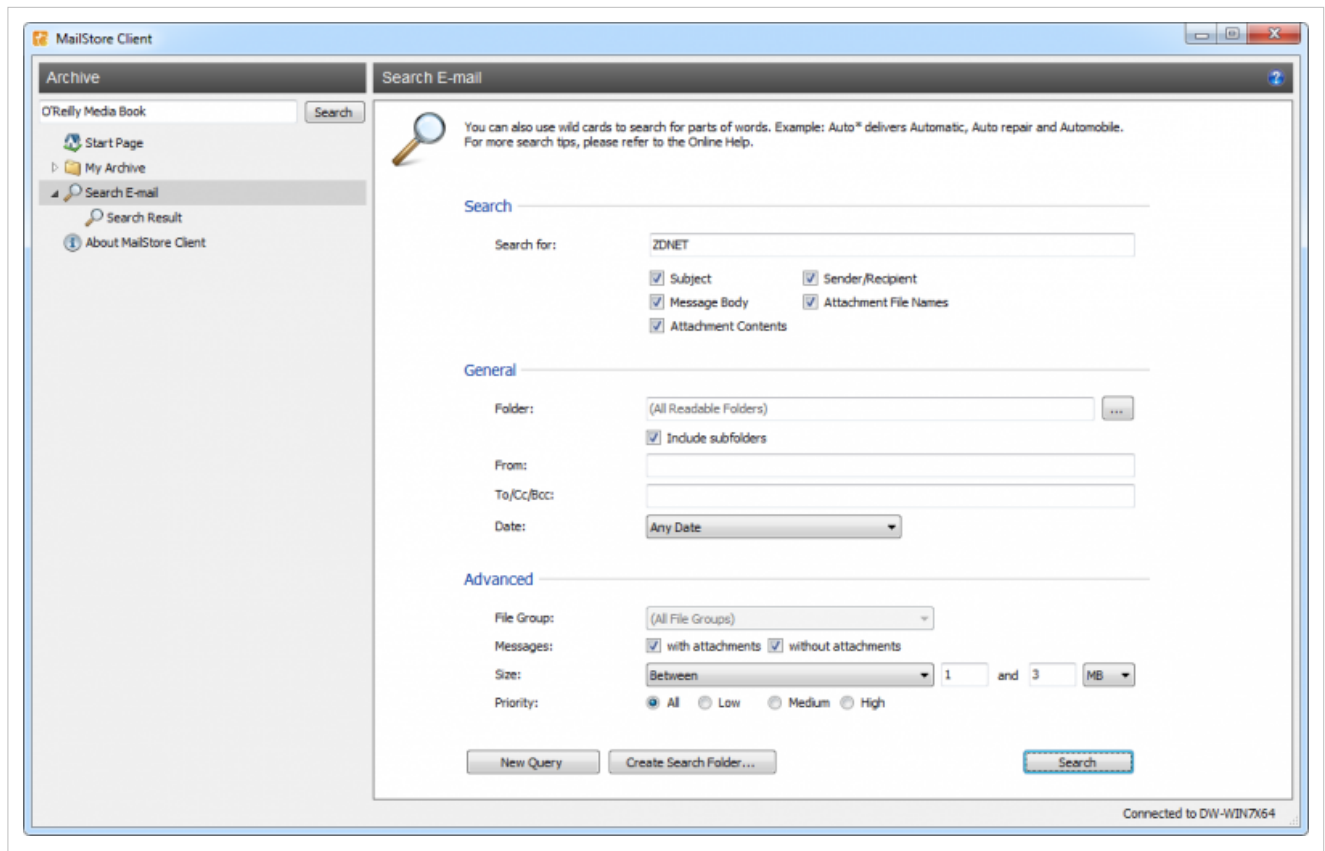 MailStore Client
Archive
O'Reilly Media Book
Search
Start Page
My Archive
Search E-mail
Search Result
About MailStore Client
Search E-mail
You can also use wild cards to search for parts of words. Example: Auto* delivers Automatic, Auto repair and Automobile.
For more search tips, please refer to the Online Help.
Search
Search for: ZDNET
Subject Sender/Recipient
Message Body Attachment File Names
Attachment Contents
General
Folder: (All Readable Folders) ...
Include subfolders
From:
To/Cc/Bcc:
Date: Any Date
Advanced
File Group: (All File Groups)
Messages: with attachments without attachments
Size: Between 1 and 3 MB
Priority: All Low Medium High
New Query Create Search Folder... Search
Connected to DW-WIN7X64